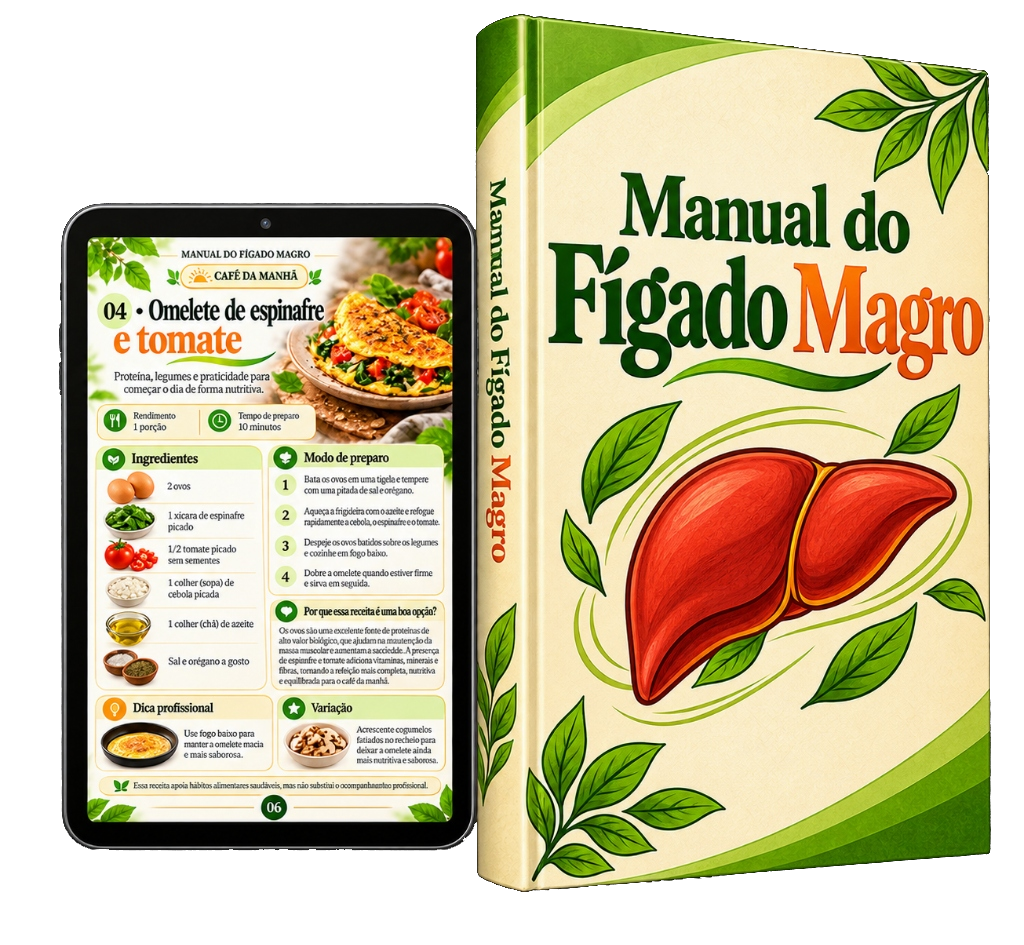 MANUAL DO FÍGADO MAGRO
CAFÉ DA MANHÃ
04 • Omelete de espinafre
e tomate
Proteína, legumes e praticidade para
começar o dia de forma nutritiva.
Rendimento
1 porção
Tempo de preparo
10 minutos
Ingredientes
2 ovos
1 xícara de espinafre
picado
1/2 tomate picado
sem sementes
1 colher (sopa) de
cebola picada
1 colher (chá) de azeite
Sal e orégano a gosto
Modo de preparo
1 Bata os ovos em uma tigela e tempere
com uma pitada de sal e orégano.
2 Aqueça a frigideira com o azeite e refogue
rapidamente a cebola, o espinafre e o tomate.
3 Despeje os ovos batidos sobre os legumes
e cozinhe em fogo baixo.
4 Dobre a omelete quando estiver firme
e sirva em seguida.
Por que essa receita é uma boa opção?
Os ovos são uma excelente fonte de proteínas de
alto valor biológico, que ajudam na manutenção da
massa muscular e aumentam a saciedade. A presença
de espinafre e tomate adiciona vitaminas, minerais e
fibras, tornando a refeição mais completa, nutritiva
e equilibrada para o café da manhã.
Dica profissional
Use fogo baixo para
manter a omelete macia
e mais saborosa.
Variação
Acrescente cogumelos
fatiados no recheio para
deixar a omelete ainda
mais nutritiva e saborosa.
Essa receita apoia hábitos alimentares saudáveis, mas não substitui o acompanhamento profissional.
06
Manual do Fígado Magro
Manual do
Fígado Magro